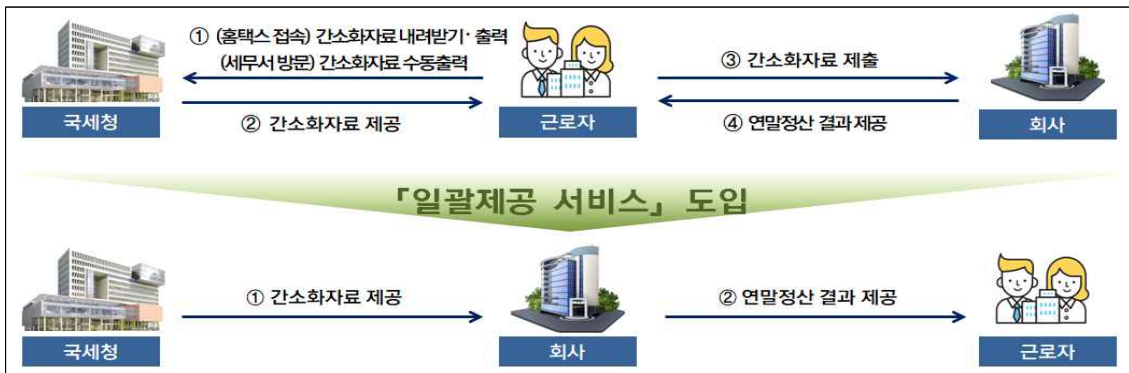 ① (홈택스 접속) 간소화자료 내려받기· 출력
(세무서 방문) 간소화자료 수동출력
② 간소화자료 제공
③ 간소화자료 제출
④ 연말정산 결과 제공
국세청
근로자
회사
「일괄제공 서비스」 도입
① 간소화자료 제공
② 연말정산 결과 제공
국세청
회사
근로자